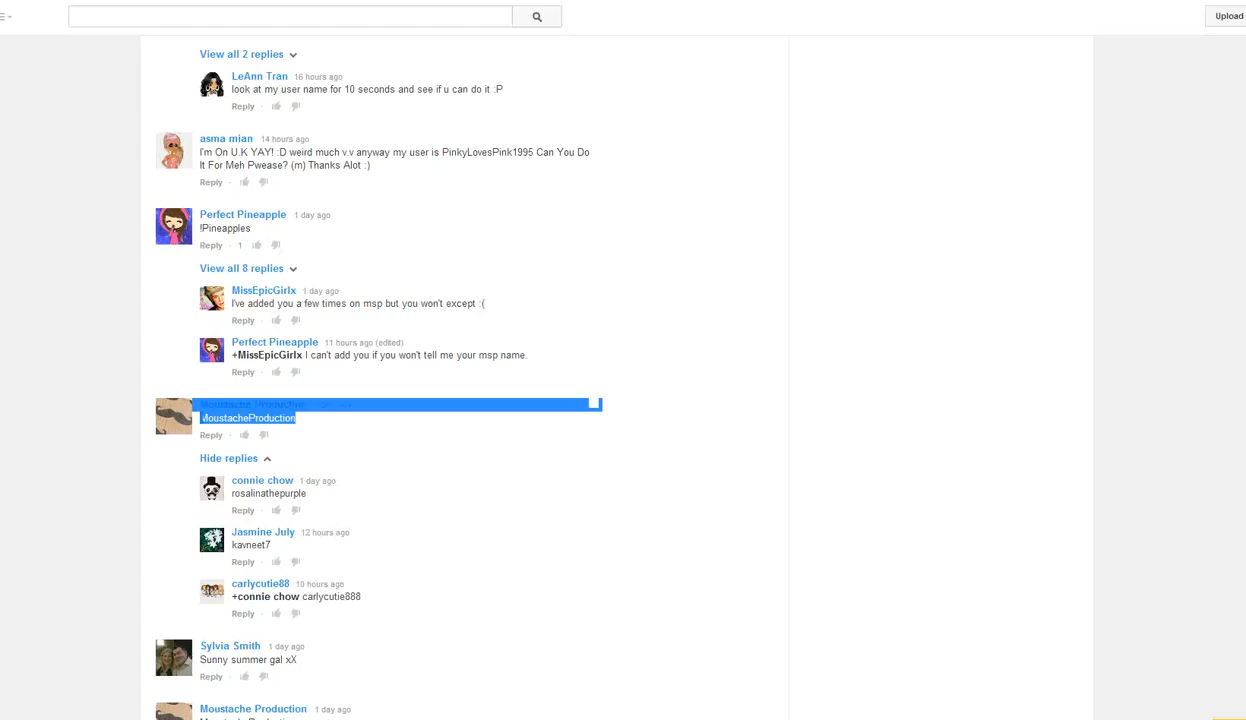 Upload
View all 2 replies
LeAnn Tran 16 hours ago
look at my user name for 10 seconds and see if u can do it :P
Reply
asma mian 14 hours ago
I'm On U.K YAY! :D weird much v.v anyway my user is PinkyLovesPink1995 Can You Do
It For Meh Pwease? (m) Thanks Alot :)
Reply
Perfect Pineapple 1 day ago
!Pineapples
Reply · 1
View all 8 replies
MissEpicGirlx 1 day ago
I've added you a few times on msp but you won't except :(
Reply
Perfect Pineapple 11 hours ago (edited)
+MissEpicGirlx I can't add you if you won't tell me your msp name.
Reply
Moustache Production
MoustacheProduction
Reply
Hide replies
connie chow 1 day ago
rosalinathepurple
Reply
Jasmine July 12 hours ago
kavneet7
Reply
carlycutie88 10 hours ago
+connie chow carlycutie888
Reply
Sylvia Smith 1 day ago
Sunny summer gal xX
Reply
Moustache Production 1 day ago